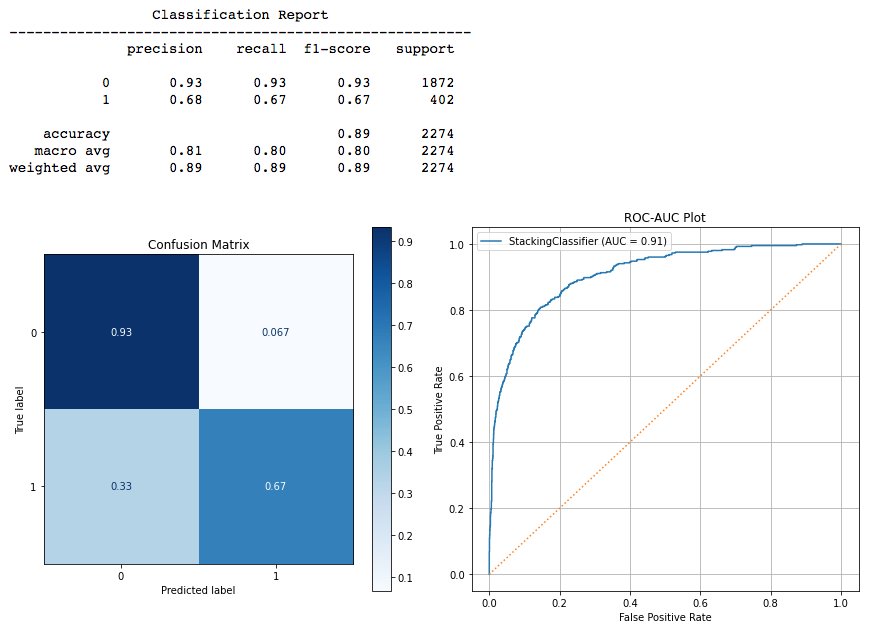 Classification Report
-------------------------------------------------------
precision recall f1-score support
0 0.93 0.93 0.93 1872
1 0.68 0.67 0.67 402
accuracy 0.89 2274
macro avg 0.81 0.80 0.80 2274
weighted avg 0.89 0.89 0.89 2274
Confusion Matrix
True label
0
1
0.93 0.067
0.33 0.67
0 1
Predicted label
0.9
0.8
0.7
0.6
0.5
0.4
0.3
0.2
0.1
ROC-AUC Plot
StackingClassifier (AUC = 0.91)
True Positive Rate
1.0
0.8
0.6
0.4
0.2
0.0
0.0 0.2 0.4 0.6 0.8 1.0
False Positive Rate